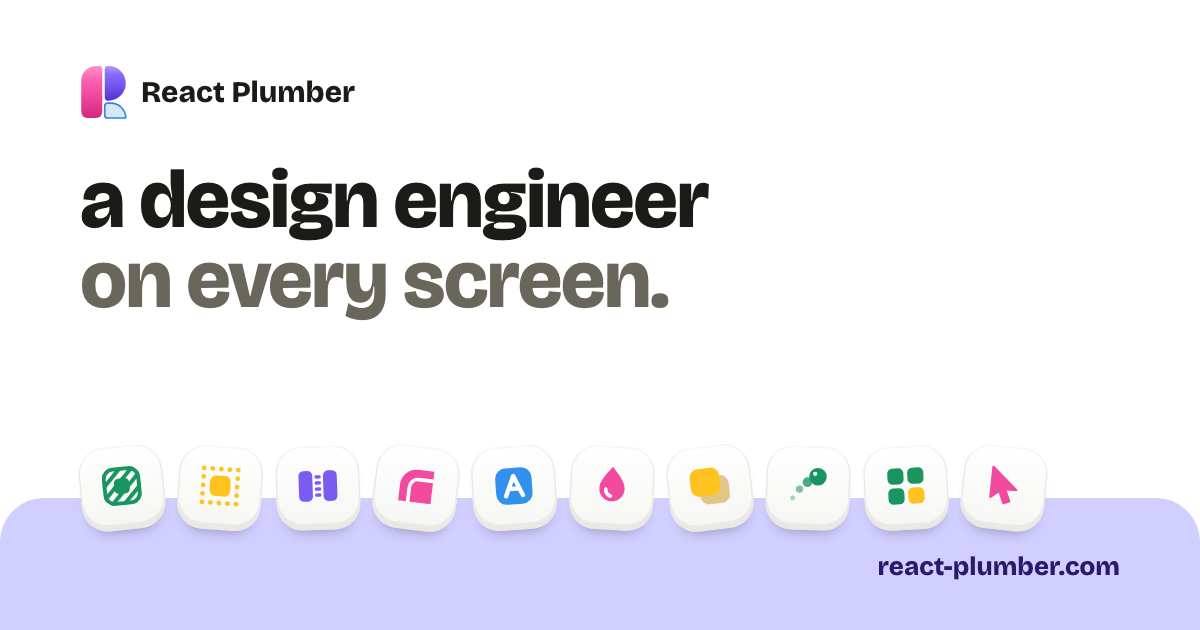 React Plumber
a design engineer
on every screen.
A
react-plumber.com